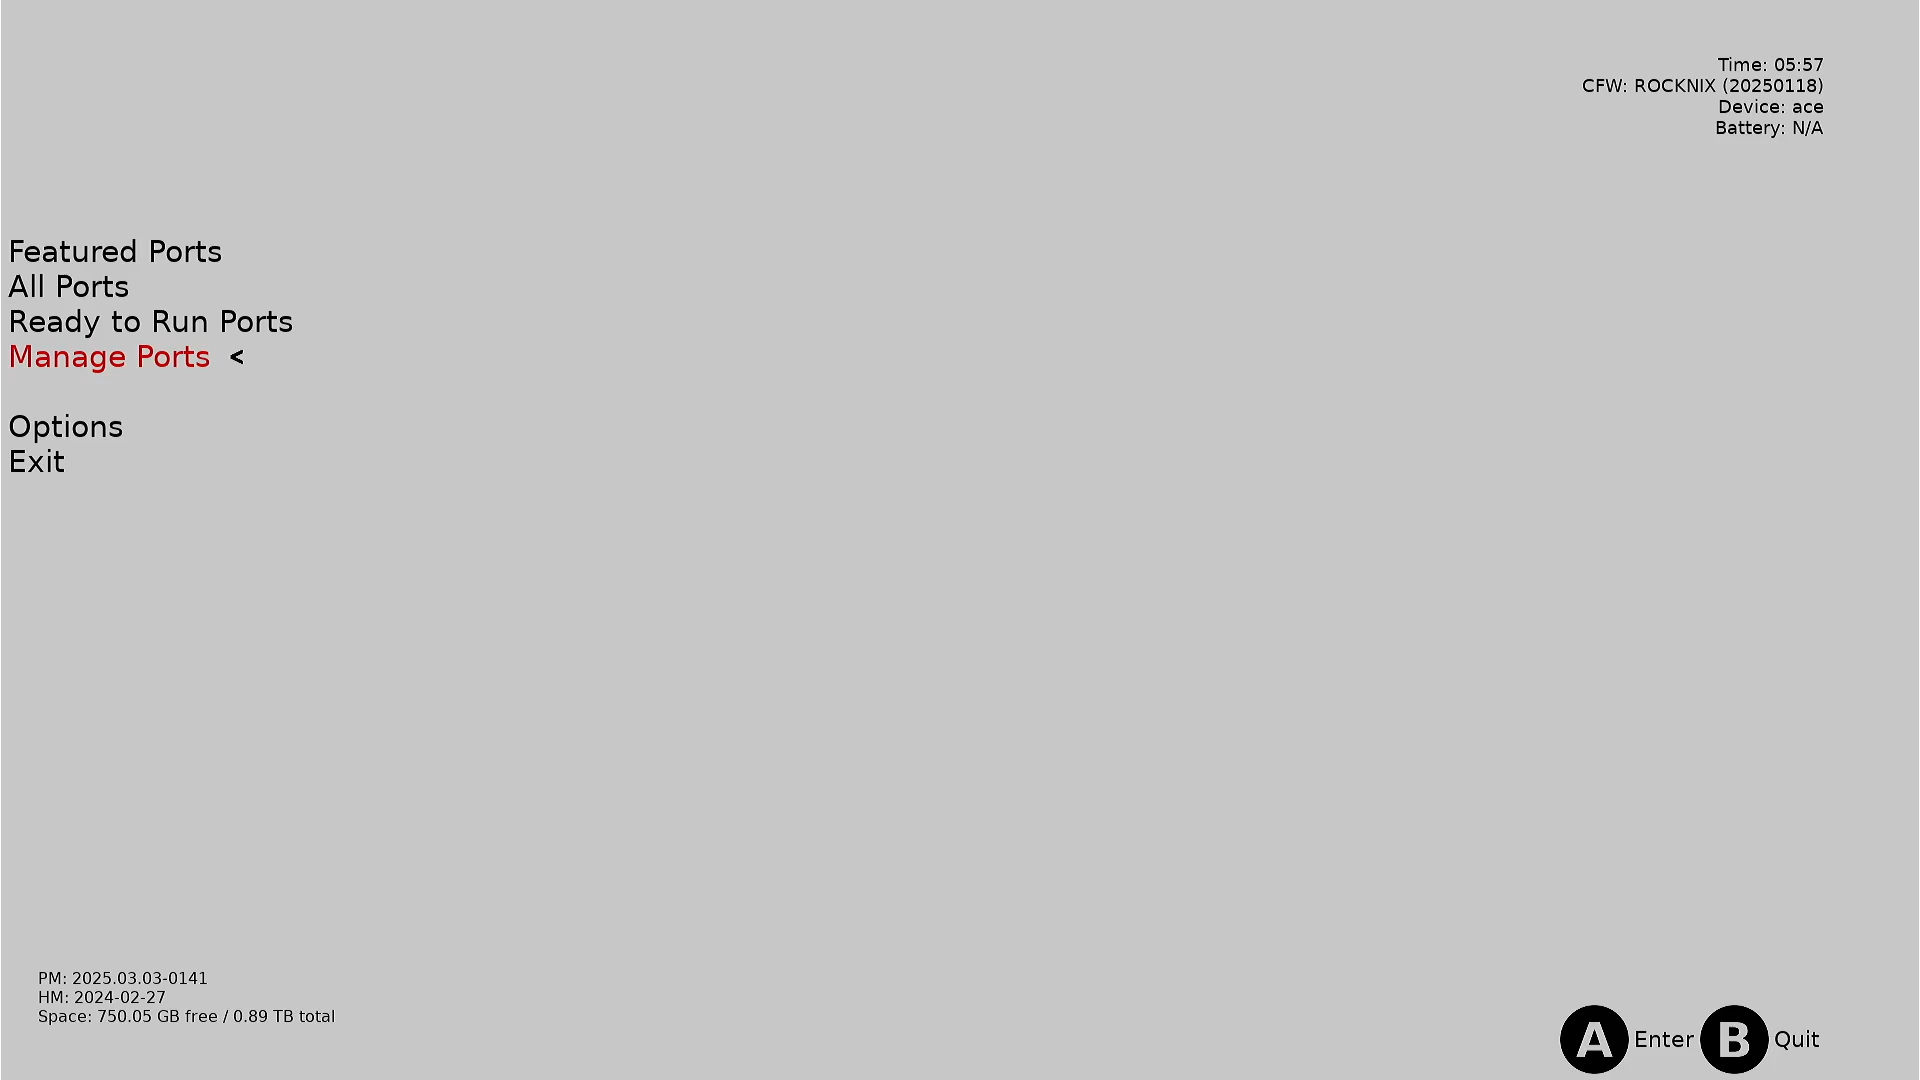 Time: 05:57
CFW: ROCKNIX (20250118)
Device: ace
Battery: N/A
Featured Ports
All Ports
Ready to Run Ports
Manage Ports <
Options
Exit
PM: 2025.03.03-0141
HM: 2024-02-27
Space: 750.05 GB free / 0.89 TB total
A Enter B Quit